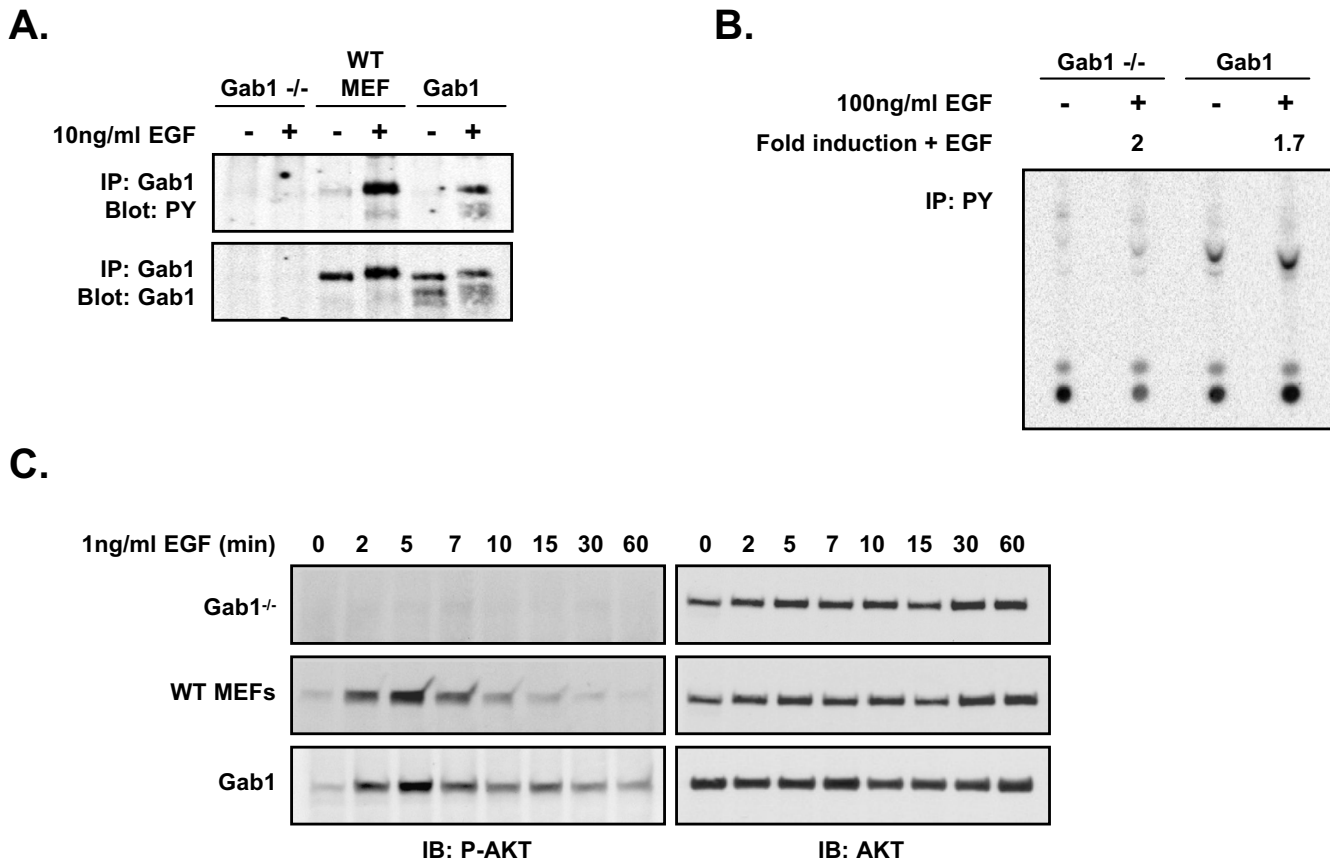 A.
WT
Gab1 -/- MEF Gab1
10ng/ml EGF - + - + - +
IP: Gab1
Blot: PY
IP: Gab1
Blot: Gab1
B.
Gab1 -/- Gab1
100ng/ml EGF - + - +
Fold induction + EGF 2 1.7
IP: PY
C.
1ng/ml EGF (min) 0 2 5 7 10 15 30 60 0 2 5 7 10 15 30 60
Gab1-/-
WT MEFs
Gab1
IB: P-AKT IB: AKT